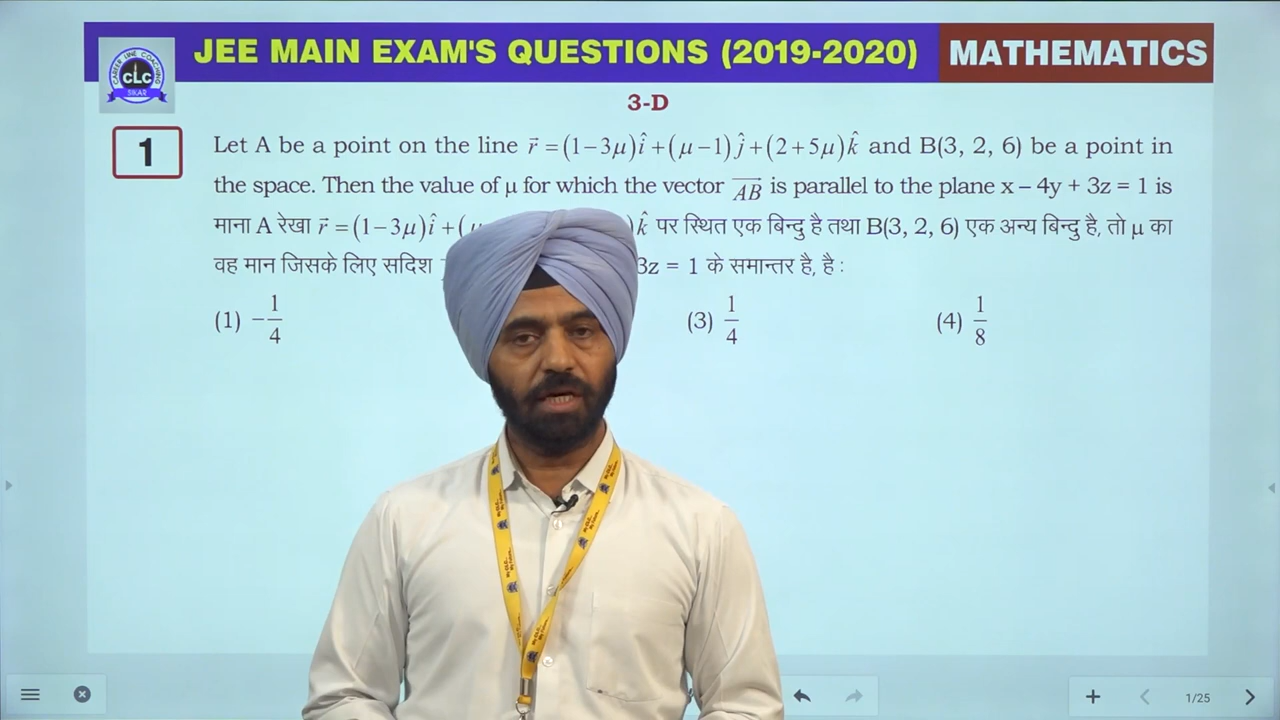 JEE MAIN EXAM'S QUESTIONS (2019-2020) MATHEMATICS
CAREER LINE COACHING
CLC
SIKAR
3-D
1
Let A be a point on the line r⃗ = (1−3μ)î + (μ−1)ĵ + (2+5μ)k̂ and B(3, 2, 6) be a point in
the space. Then the value of μ for which the vector A͞B⃗ is parallel to the plane x – 4y + 3z = 1 is
माना A रेखा r⃗ = (1−3μ)î + ( )k̂ पर स्थित एक बिन्दु है तथा B(3, 2, 6) एक अन्य बिन्दु है, तो μ का
वह मान जिसके लिए सदिश 3z = 1 के समान्तर है, है :
(1) −1/4 (3) 1/4 (4) 1/8
1/25